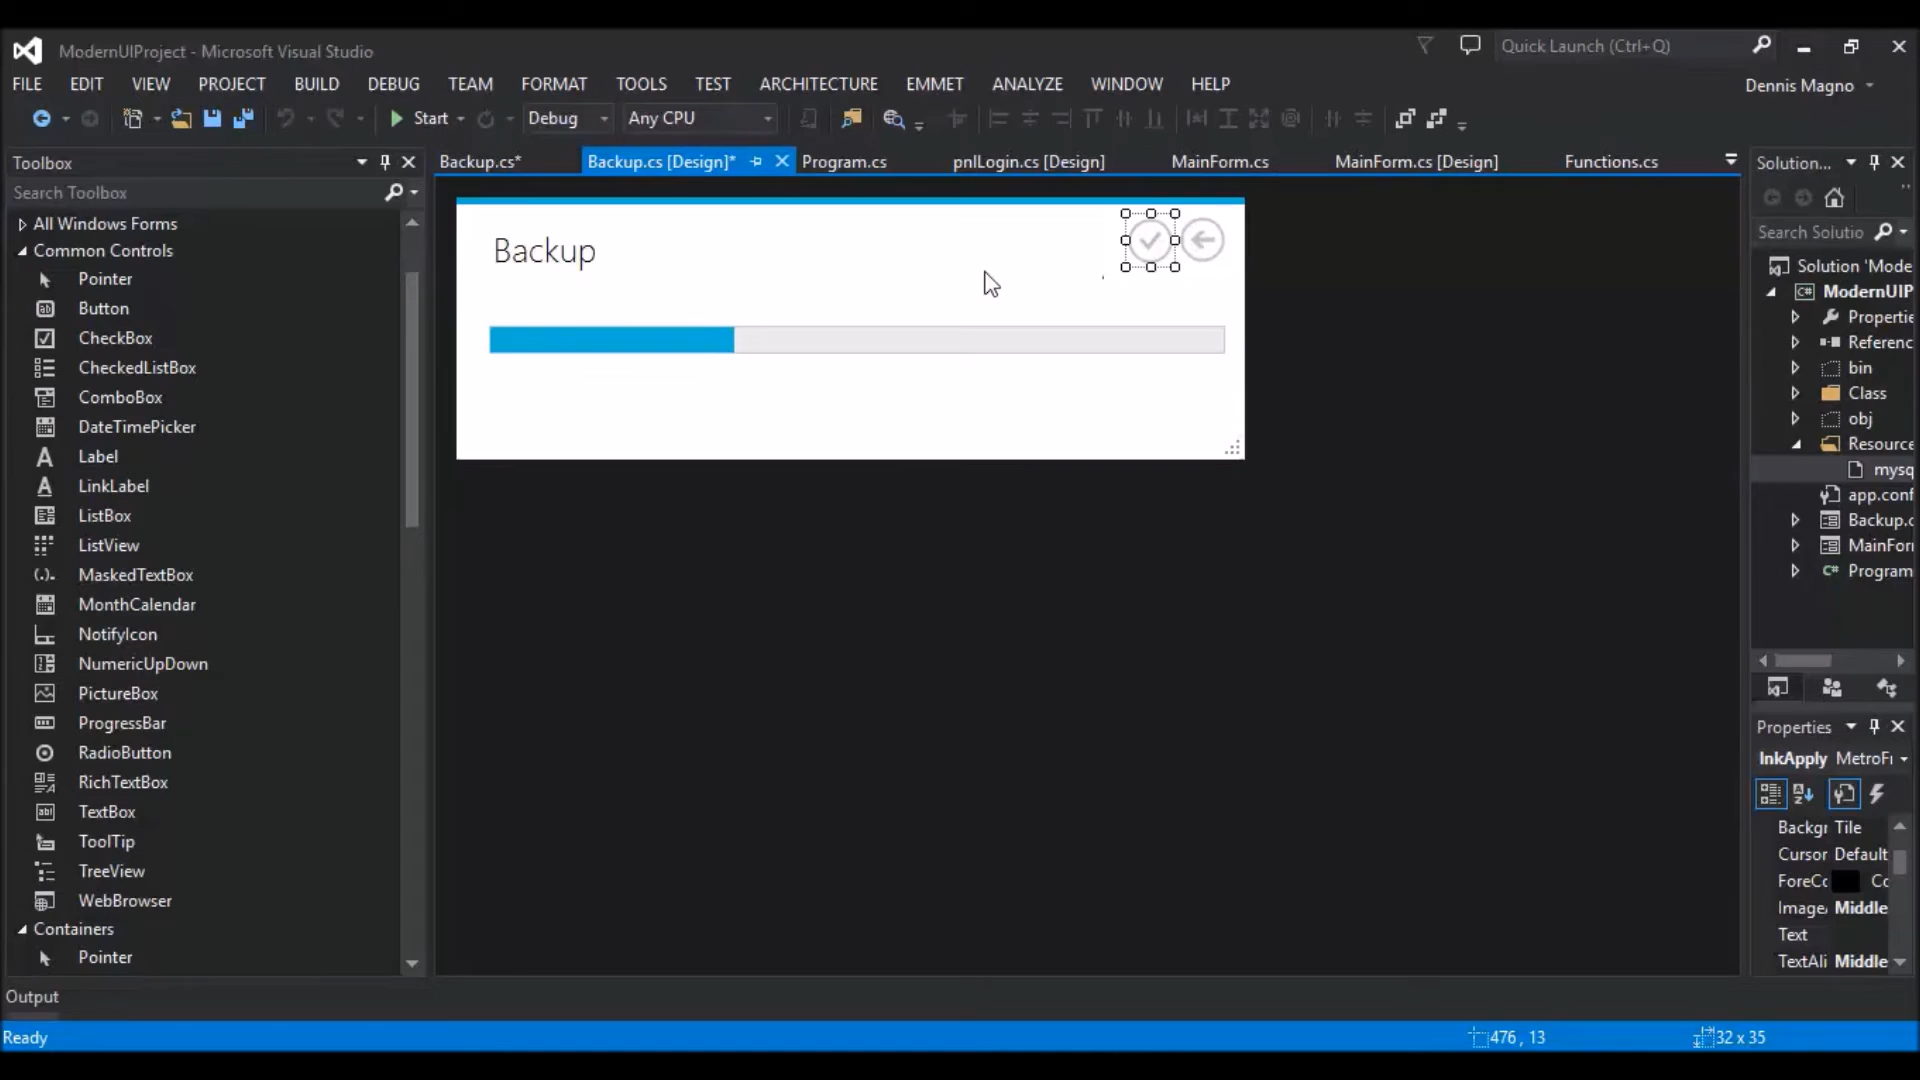 ModernUIProject - Microsoft Visual Studio
Quick Launch (Ctrl+Q)
FILE EDIT VIEW PROJECT BUILD DEBUG TEAM FORMAT TOOLS TEST ARCHITECTURE EMMET ANALYZE WINDOW HELP
Dennis Magno
Start Debug Any CPU
Toolbox
Backup.cs* Backup.cs [Design]* Program.cs pnlLogin.cs [Design] MainForm.cs MainForm.cs [Design] Functions.cs
Solution...
Search Toolbox
All Windows Forms
Common Controls
Pointer
Button
CheckBox
CheckedListBox
ComboBox
DateTimePicker
Label
LinkLabel
ListBox
ListView
MaskedTextBox
MonthCalendar
NotifyIcon
NumericUpDown
PictureBox
ProgressBar
RadioButton
RichTextBox
TextBox
ToolTip
TreeView
WebBrowser
Containers
Pointer
Backup
Search Solutio
Solution 'Mode
ModernUIP
Propertie
Referenc
bin
Class
obj
Resource
mysq
app.conf
Backup.c
MainFor
Program
Properties
lnkApply MetroFr
Backgr Tile
Cursor Default
ForeCo Co
Image Middle
Text
TextAli Middle
Output
Ready
476 , 13
32 x 35